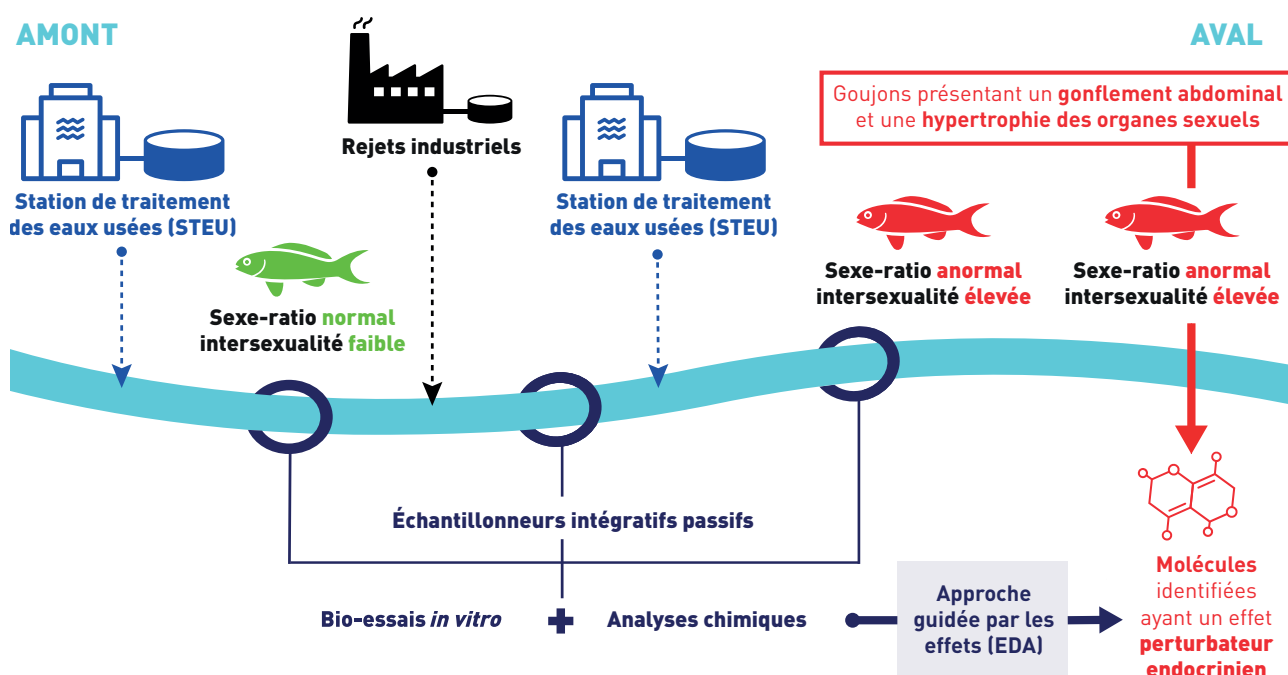 AMONT
AVAL
Rejets industriels
Goujons présentant un gonflement abdominal
et une hypertrophie des organes sexuels
Station de traitement
des eaux usées (STEU)
Station de traitement
des eaux usées (STEU)
Sexe-ratio normal
intersexualité faible
Sexe-ratio anormal
intersexualité élevée
Sexe-ratio anormal
intersexualité élevée
Échantillonneurs intégratifs passifs
Bio-essais in vitro
Analyses chimiques
Approche
guidée par les
effets (EDA)
Molécules
identifiées
ayant un effet
perturbateur
endocrinien